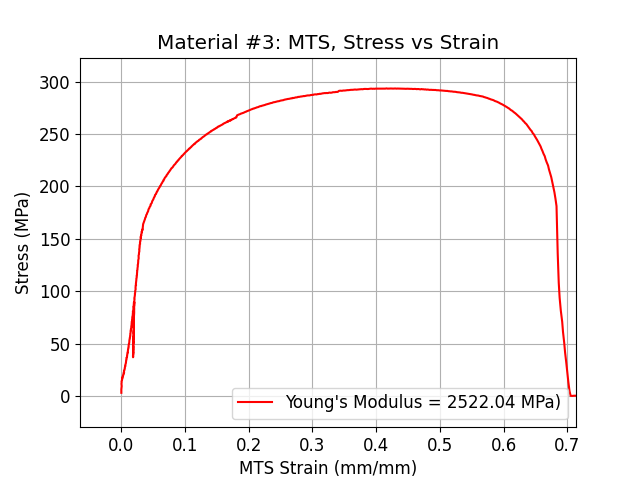 Material #3: MTS, Stress vs Strain
Stress (MPa)
300
250
200
150
100
50
0
Young's Modulus = 2522.04 MPa)
0.0 0.1 0.2 0.3 0.4 0.5 0.6 0.7
MTS Strain (mm/mm)